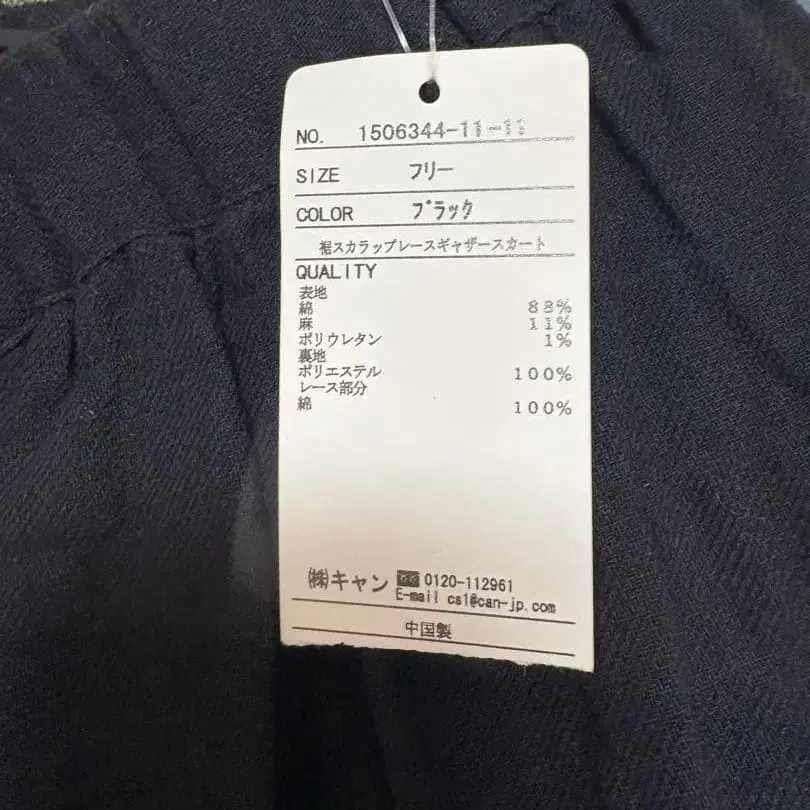 NO. 1506344-11-11
SIZE フリー
COLOR ブラック
裾スカラップレースギャザースカート
QUALITY
表地
綿 88%
麻 11%
ポリウレタン 1%
裏地
ポリエステル 100%
レース部分
綿 100%
㈱キャン 0120-112961
E-mail cs1@can-jp.com
中国製